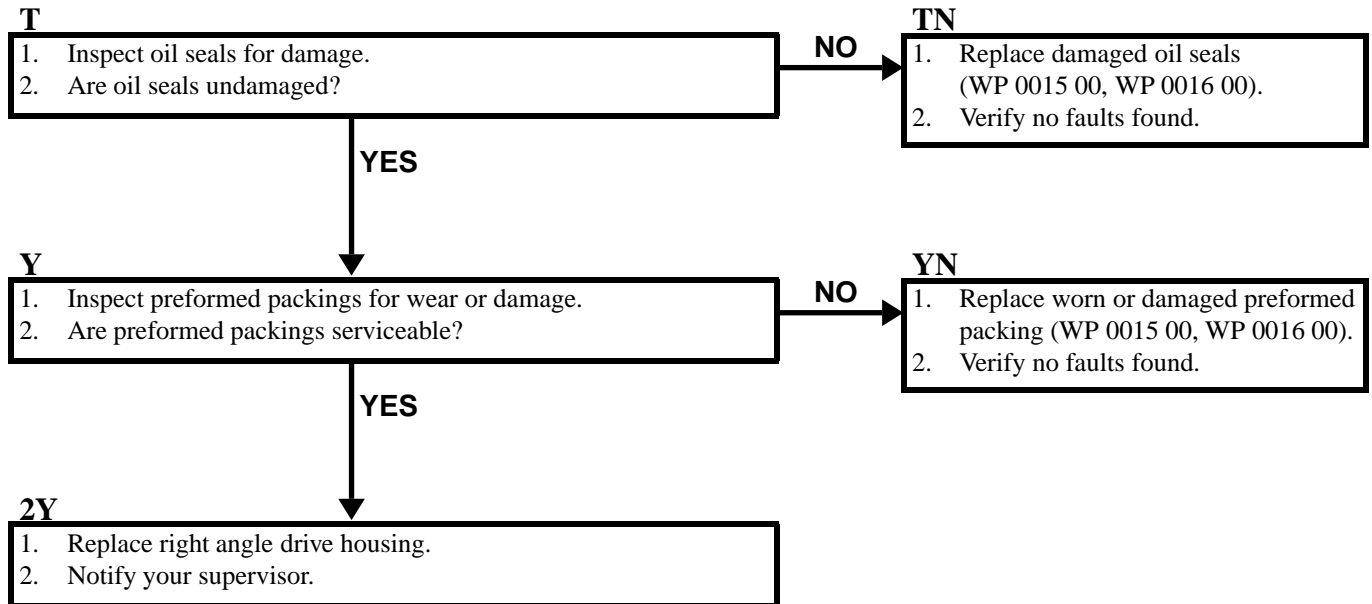 T
1. Inspect oil seals for damage.
2. Are oil seals undamaged?
NO
TN
1. Replace damaged oil seals
(WP 0015 00, WP 0016 00).
2. Verify no faults found.
YES
Y
1. Inspect preformed packings for wear or damage.
2. Are preformed packings serviceable?
NO
YN
1. Replace worn or damaged preformed
packing (WP 0015 00, WP 0016 00).
2. Verify no faults found.
YES
2Y
1. Replace right angle drive housing.
2. Notify your supervisor.